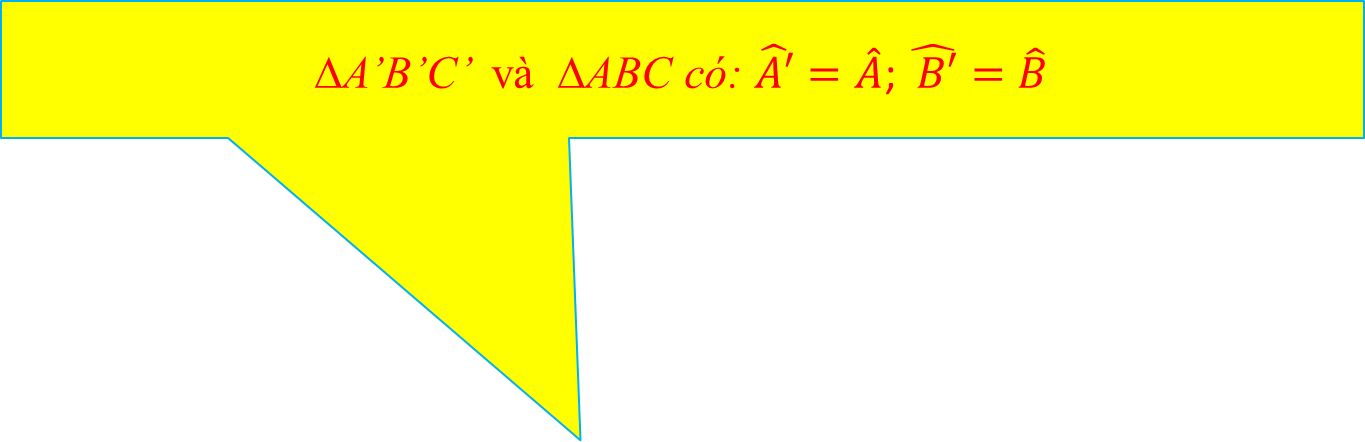 ΔA’B’C’ và ΔABC có: Â′ = Â; B̂′ = B̂